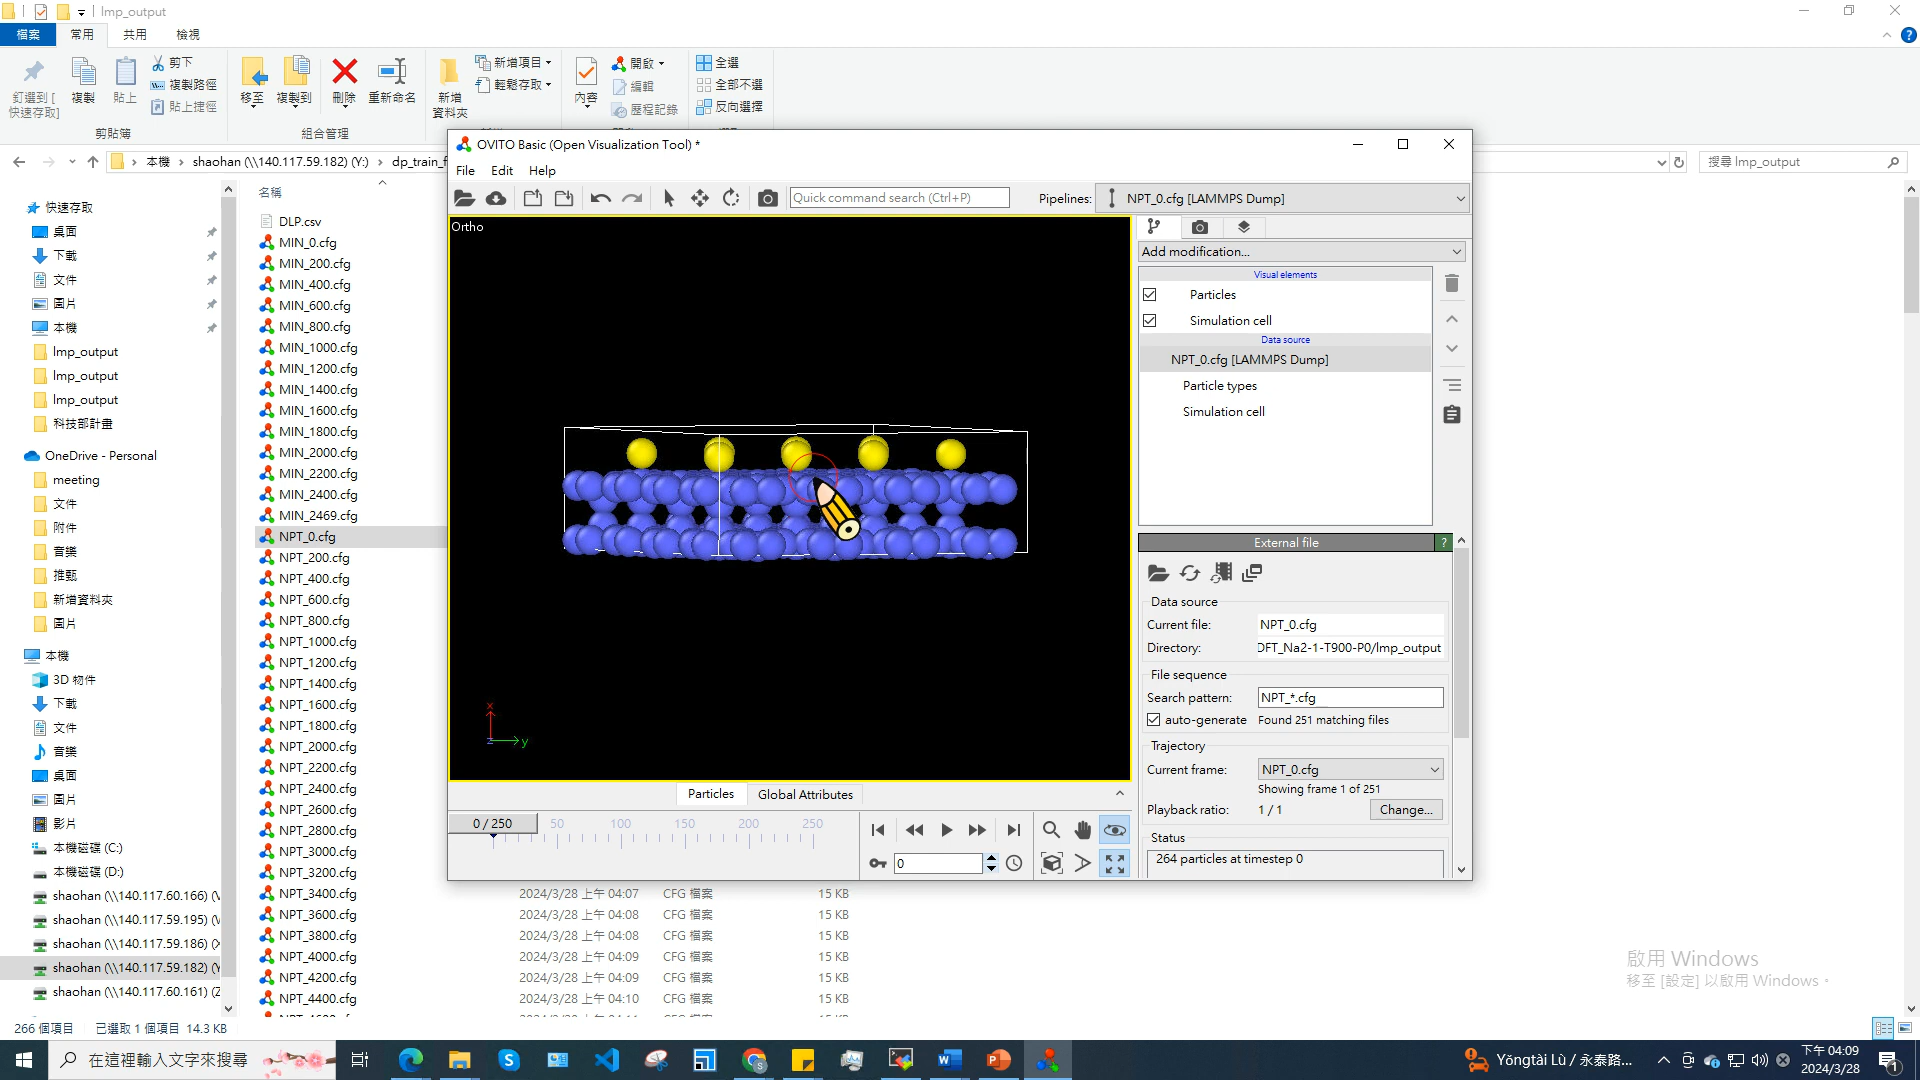 lmp_output
檔案
常用
共用
檢視
釘選到 [
快速存取]
複製
貼上
剪下
複製路徑
貼上捷徑
剪貼簿
移至
複製到
刪除
重新命名
組合管理
新增
資料夾
新增項目
輕鬆存取
內容
開啟
編輯
歷程記錄
全選
全部不選
反向選擇
本機 › shaohan (\\140.117.59.182) (Y:) › dp_train_f
搜尋 lmp_output
快速存取
桌面
下載
文件
圖片
本機
lmp_output
lmp_output
lmp_output
科技部計畫
OneDrive - Personal
meeting
文件
附件
音樂
推甄
新增資料夾
圖片
本機
3D 物件
下載
文件
音樂
桌面
圖片
影片
本機磁碟 (C:)
本機磁碟 (D:)
shaohan (\\140.117.60.166) (V
shaohan (\\140.117.59.195) (
shaohan (\\140.117.59.186) (X
shaohan (\\140.117.59.182) (Y
shaohan (\\140.117.60.161) (Z
名稱
DLP.csv
MIN_0.cfg
MIN_200.cfg
MIN_400.cfg
MIN_600.cfg
MIN_800.cfg
MIN_1000.cfg
MIN_1200.cfg
MIN_1400.cfg
MIN_1600.cfg
MIN_1800.cfg
MIN_2000.cfg
MIN_2200.cfg
MIN_2400.cfg
MIN_2469.cfg
NPT_0.cfg
NPT_200.cfg
NPT_400.cfg
NPT_600.cfg
NPT_800.cfg
NPT_1000.cfg
NPT_1200.cfg
NPT_1400.cfg
NPT_1600.cfg
NPT_1800.cfg
NPT_2000.cfg
NPT_2200.cfg
NPT_2400.cfg
NPT_2600.cfg
NPT_2800.cfg
NPT_3000.cfg
NPT_3200.cfg
NPT_3400.cfg 2024/3/28 上午 04:07 CFG 檔案 15 KB
NPT_3600.cfg 2024/3/28 上午 04:08 CFG 檔案 15 KB
NPT_3800.cfg 2024/3/28 上午 04:08 CFG 檔案 15 KB
NPT_4000.cfg 2024/3/28 上午 04:09 CFG 檔案 15 KB
NPT_4200.cfg 2024/3/28 上午 04:09 CFG 檔案 15 KB
NPT_4400.cfg 2024/3/28 上午 04:10 CFG 檔案 15 KB
OVITO Basic (Open Visualization Tool) *
File Edit Help
Quick command search (Ctrl+P)
Pipelines:
NPT_0.cfg [LAMMPS Dump]
Ortho
x
y
z
Add modification...
Visual elements
Particles
Simulation cell
Data source
NPT_0.cfg [LAMMPS Dump]
Particle types
Simulation cell
External file
?
Data source
Current file: NPT_0.cfg
Directory: DFT_Na2-1-T900-P0/lmp_output
File sequence
Search pattern: NPT_*.cfg
auto-generate Found 251 matching files
Trajectory
Current frame: NPT_0.cfg
Showing frame 1 of 251
Playback ratio: 1 / 1 Change...
Status
264 particles at timestep 0
Particles Global Attributes
0 / 250 50 100 150 200 250
0
啟用 Windows
移至 [設定] 以啟用 Windows。
266 個項目 已選取 1 個項目 14.3 KB
在這裡輸入文字來搜尋
Yǒngtài Lù / 永泰路...
下午 04:09
2024/3/28
1